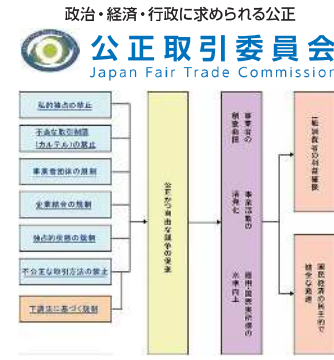 政治・経済・行政に求められる公正
公正取引委員会
Japan Fair Trade Commission
私的独占の禁止
不当な取引制限
(カルテル)の禁止
事業者団体の規制
企業結合の規制
独占的状態の規制
不公正な取引方法の禁止
下請法に基づく規制
公正かつ自由な競争の促進
事業者の
創意発揮
事業活動の
活発化
雇用・国民実所得の
水準向上
一般消費者の利益確保
国民経済の民主的で
健全な発達